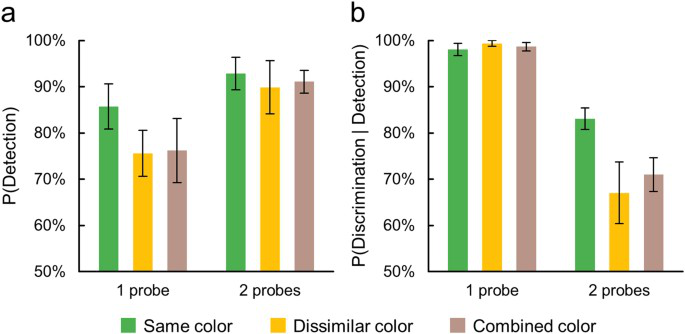 a
b
100%
90%
80%
70%
60%
50%
P(Detection)
1 probe
2 probes
100%
90%
80%
70%
60%
50%
P(Discrimination | Detection)
1 probe
2 probes
Same color
Dissimilar color
Combined color